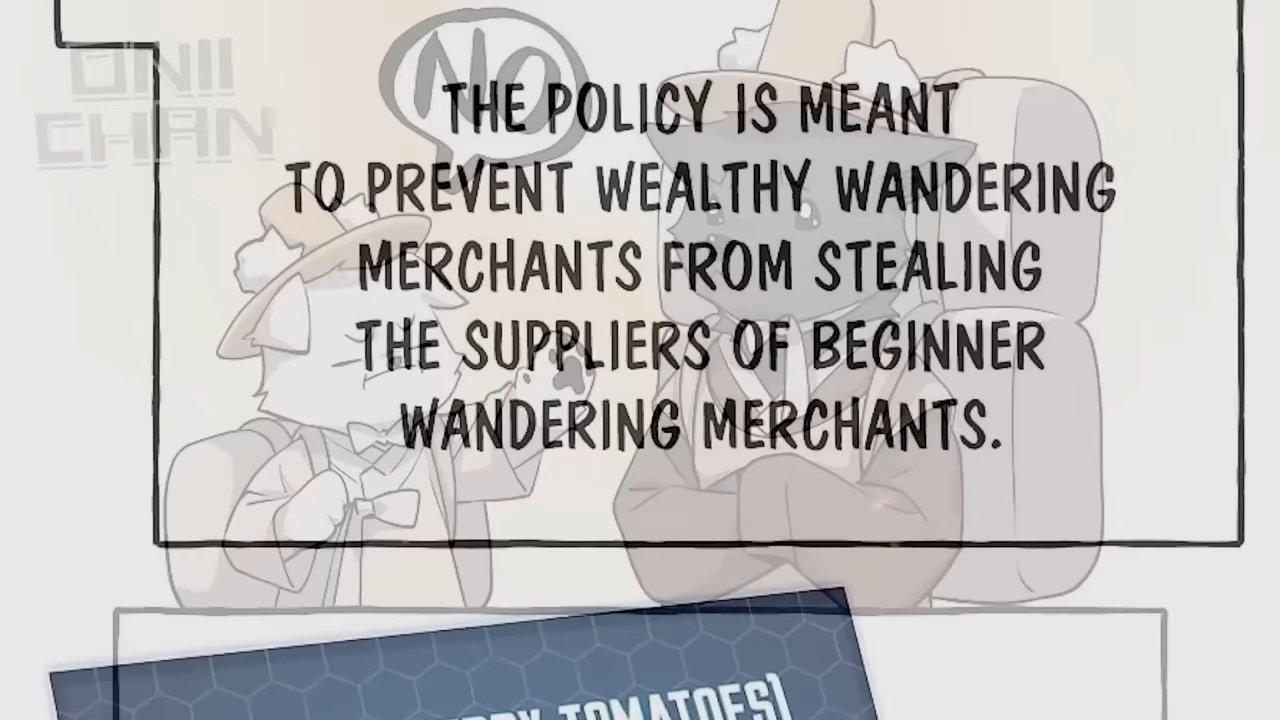 ONII
CHAN
NO
THE POLICY IS MEANT
TO PREVENT WEALTHY WANDERING
MERCHANTS FROM STEALING
THE SUPPLIERS OF BEGINNER
WANDERING MERCHANTS.
TOMATOES]